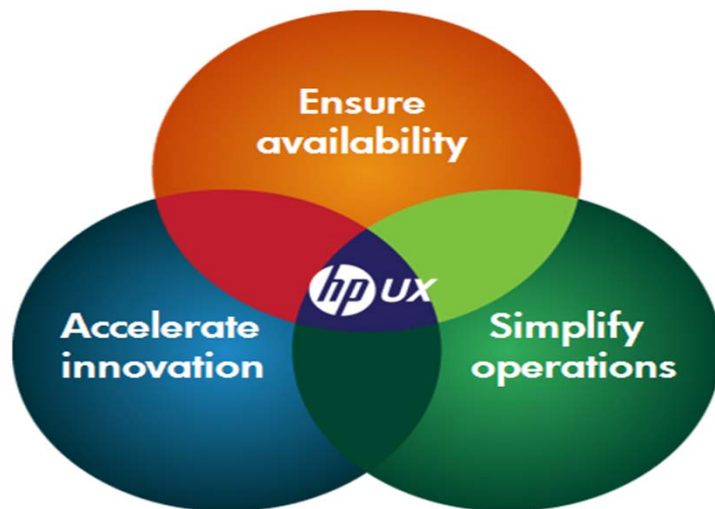 Ensure
availability
hp UX
Accelerate
innovation
Simplify
operations